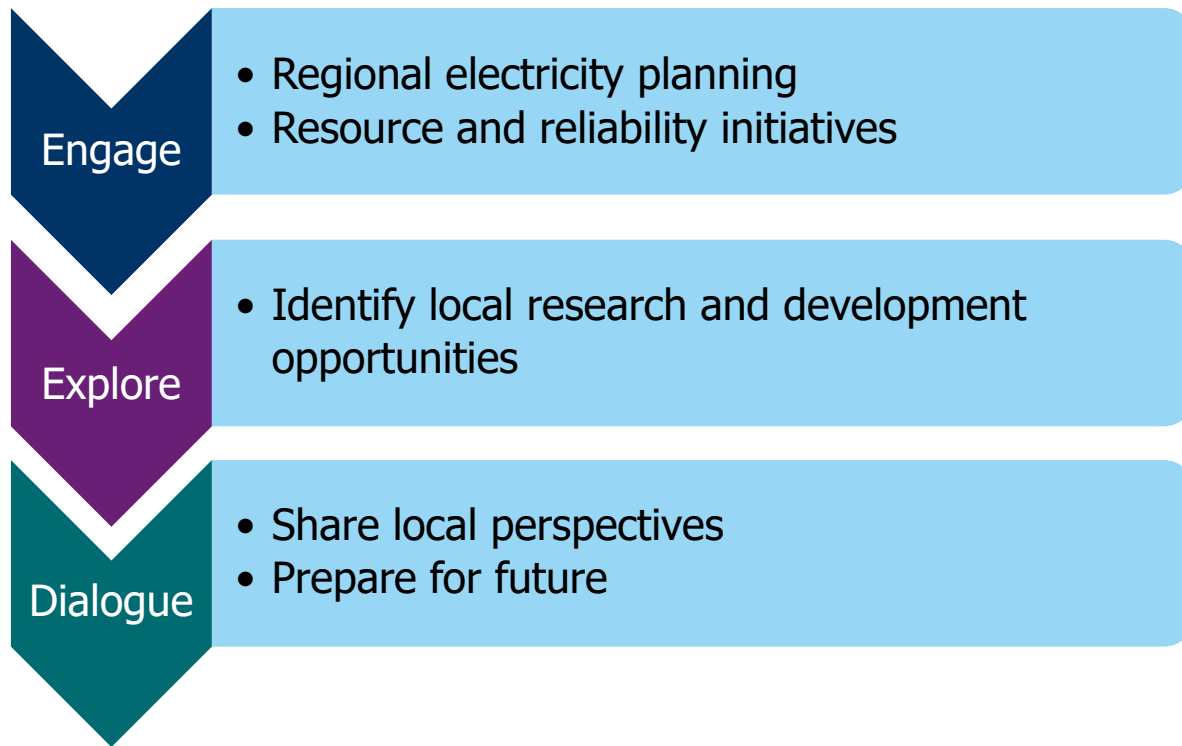 Engage
• Regional electricity planning
• Resource and reliability initiatives
Explore
• Identify local research and development
opportunities
Dialogue
• Share local perspectives
• Prepare for future